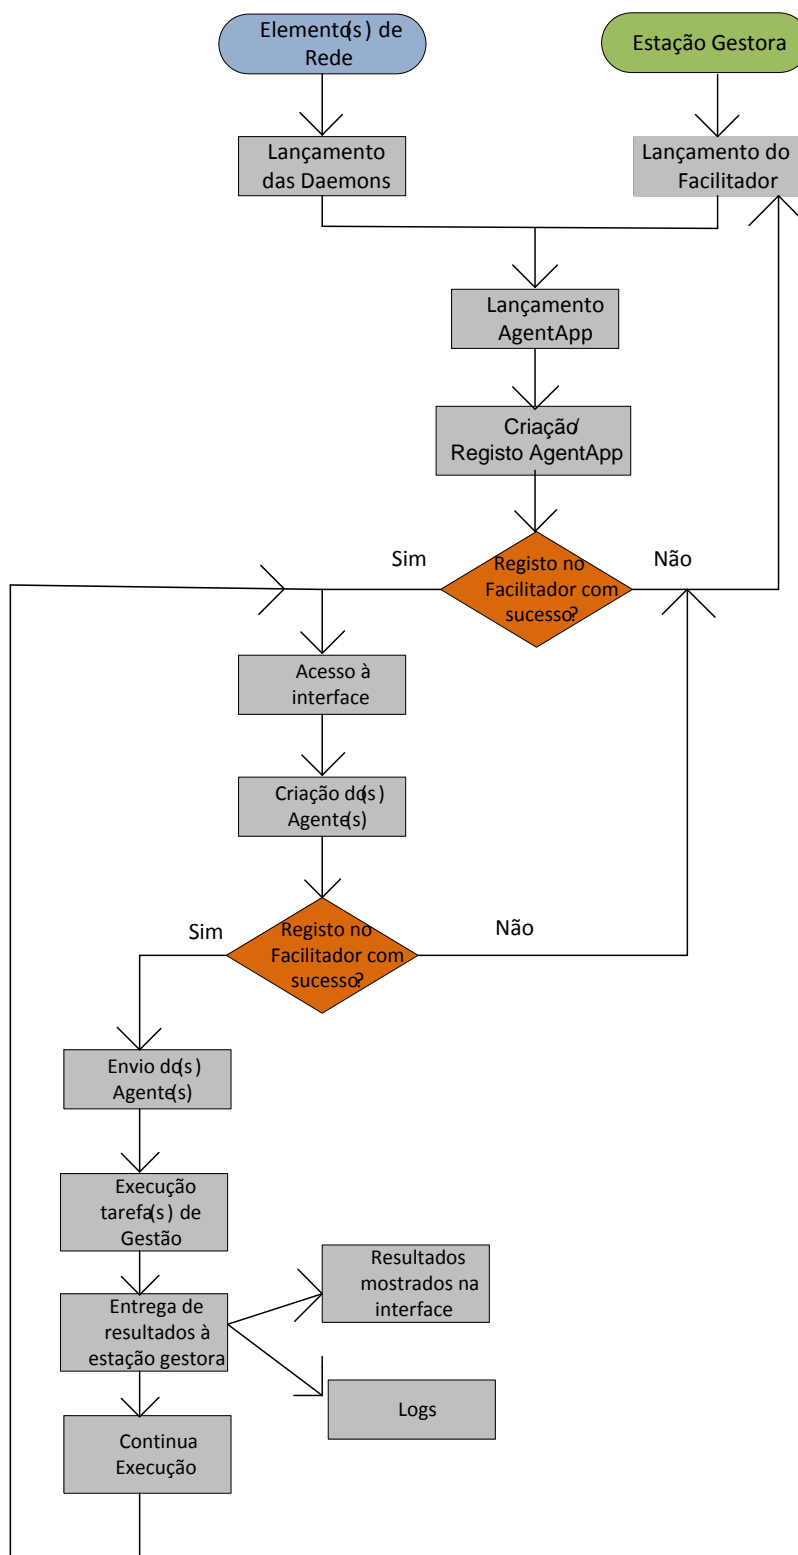 Elemento(s) de
Rede
Estação Gestora
Lançamento
das Daemons
Lançamento do
Facilitador
Lançamento
AgentApp
Criação/
Registo AgentApp
Sim
Registo no
Facilitador com
sucesso?
Não
Acesso à
interface
Criação do(s)
Agente(s)
Sim
Registo no
Facilitador com
sucesso?
Não
Envio do(s)
Agente(s)
Execução
tarefa(s) de
Gestão
Resultados
mostrados na
interface
Entrega de
resultados à
estação gestora
Logs
Continua
Execução